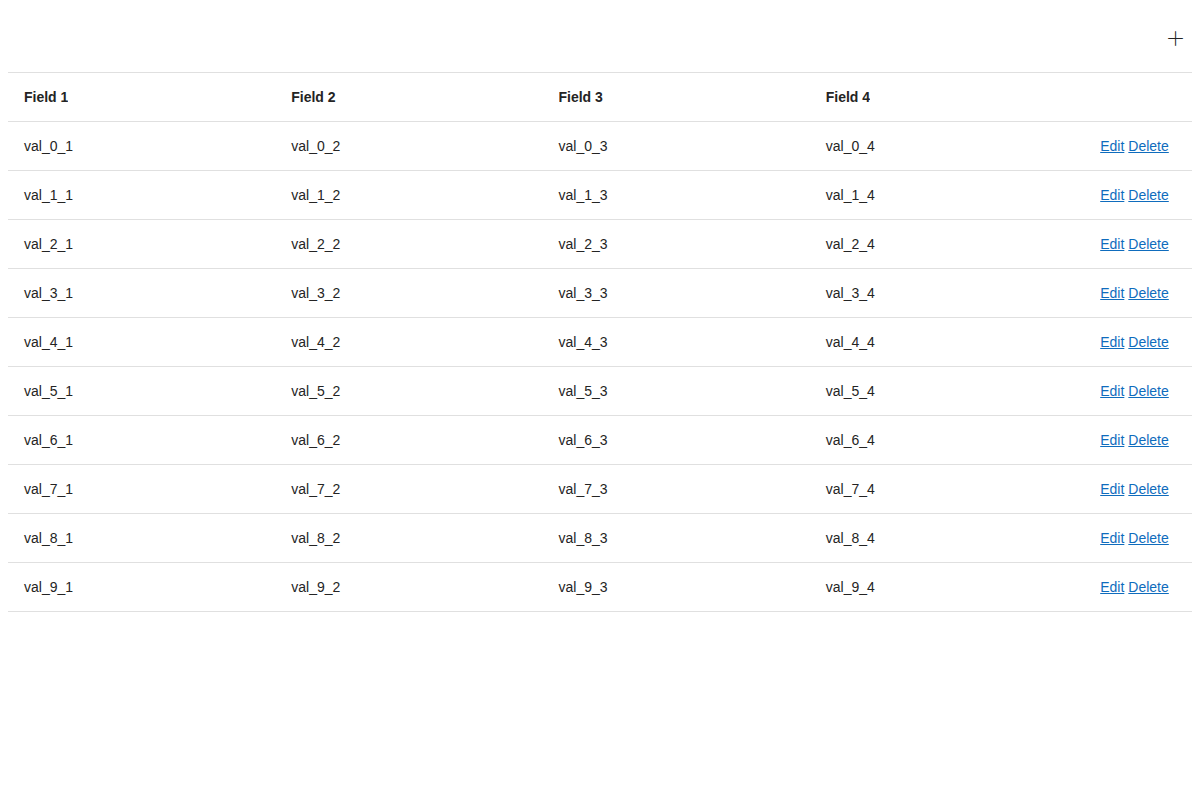 Field 1 Field 2 Field 3 Field 4
val_0_1 val_0_2 val_0_3 val_0_4 Edit Delete
val_1_1 val_1_2 val_1_3 val_1_4 Edit Delete
val_2_1 val_2_2 val_2_3 val_2_4 Edit Delete
val_3_1 val_3_2 val_3_3 val_3_4 Edit Delete
val_4_1 val_4_2 val_4_3 val_4_4 Edit Delete
val_5_1 val_5_2 val_5_3 val_5_4 Edit Delete
val_6_1 val_6_2 val_6_3 val_6_4 Edit Delete
val_7_1 val_7_2 val_7_3 val_7_4 Edit Delete
val_8_1 val_8_2 val_8_3 val_8_4 Edit Delete
val_9_1 val_9_2 val_9_3 val_9_4 Edit Delete